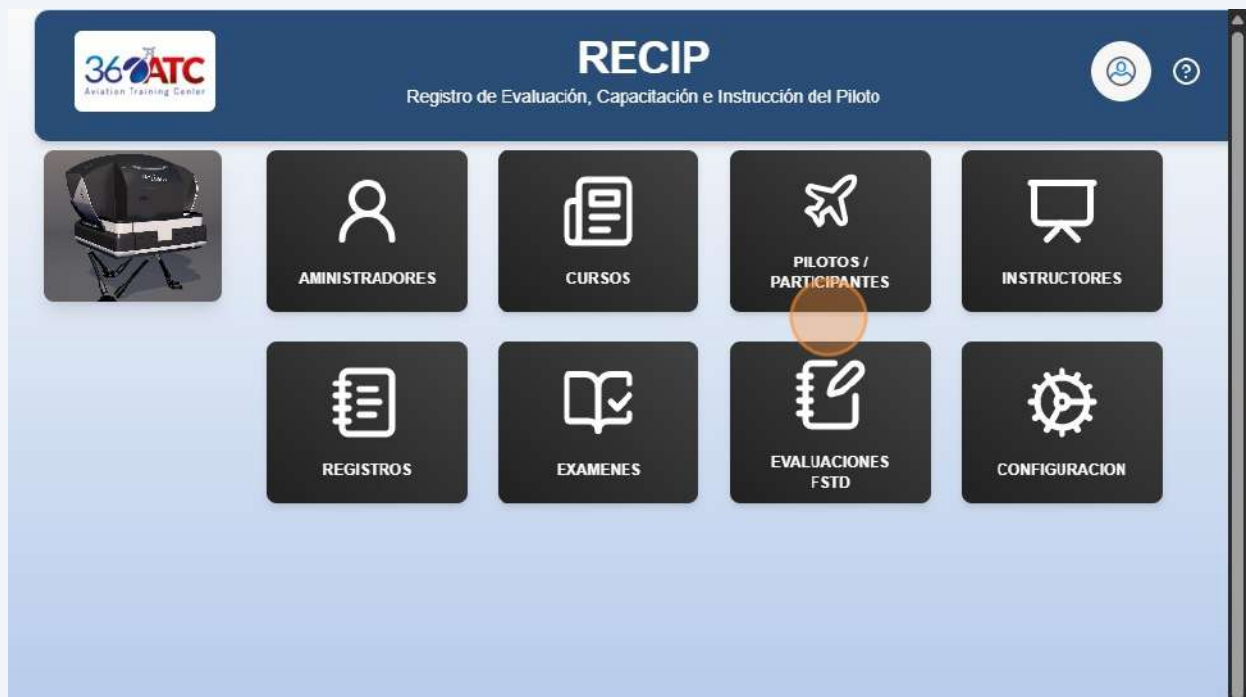 360ATC
Aviation Training Center
RECIP
Registro de Evaluación, Capacitación e Instrucción del Piloto
AMINISTRADORES
CURSOS
PILOTOS /
PARTICIPANTES
INSTRUCTORES
REGISTROS
EXAMENES
EVALUACIONES
FSTD
CONFIGURACION